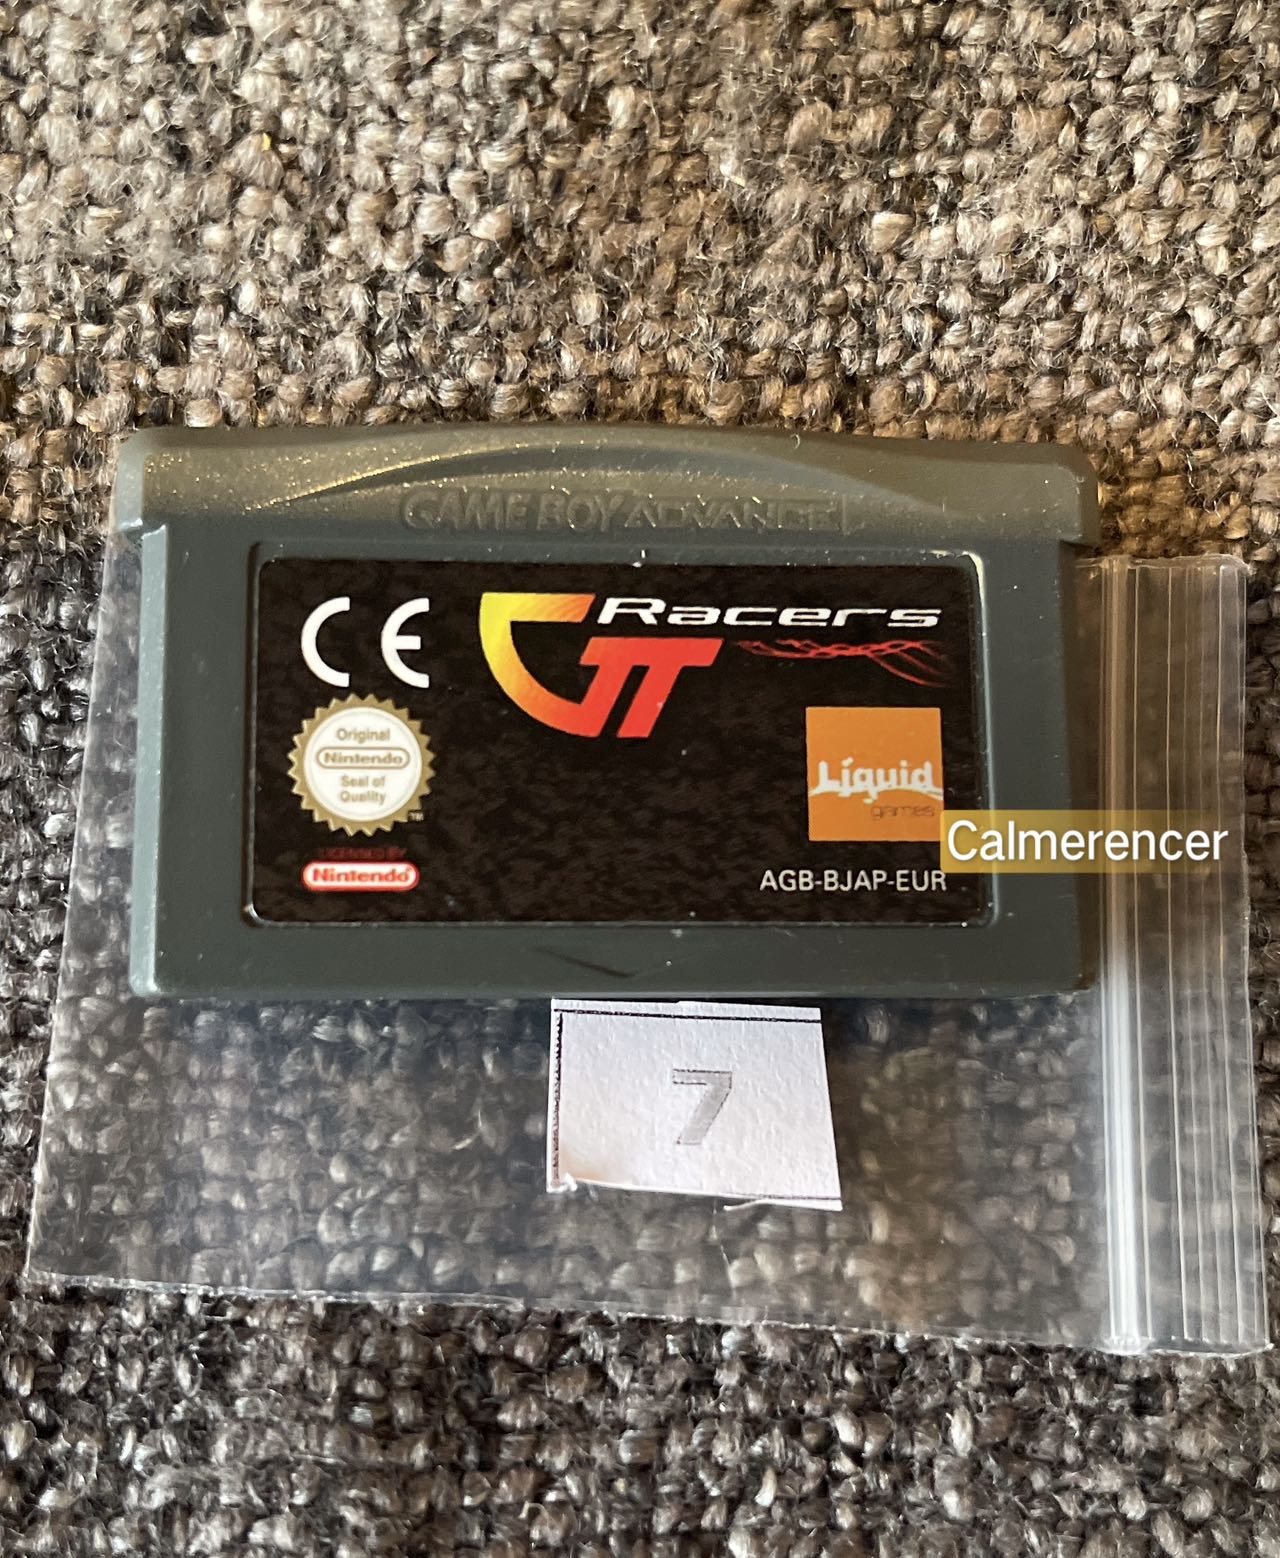 GAME BOY ADVANCE
CE
GT Racers
Original
Nintendo
Seal of
Quality
TM
Liquid
games
LICENSED BY
Nintendo
AGB-BJAP-EUR
Calmerencer
7